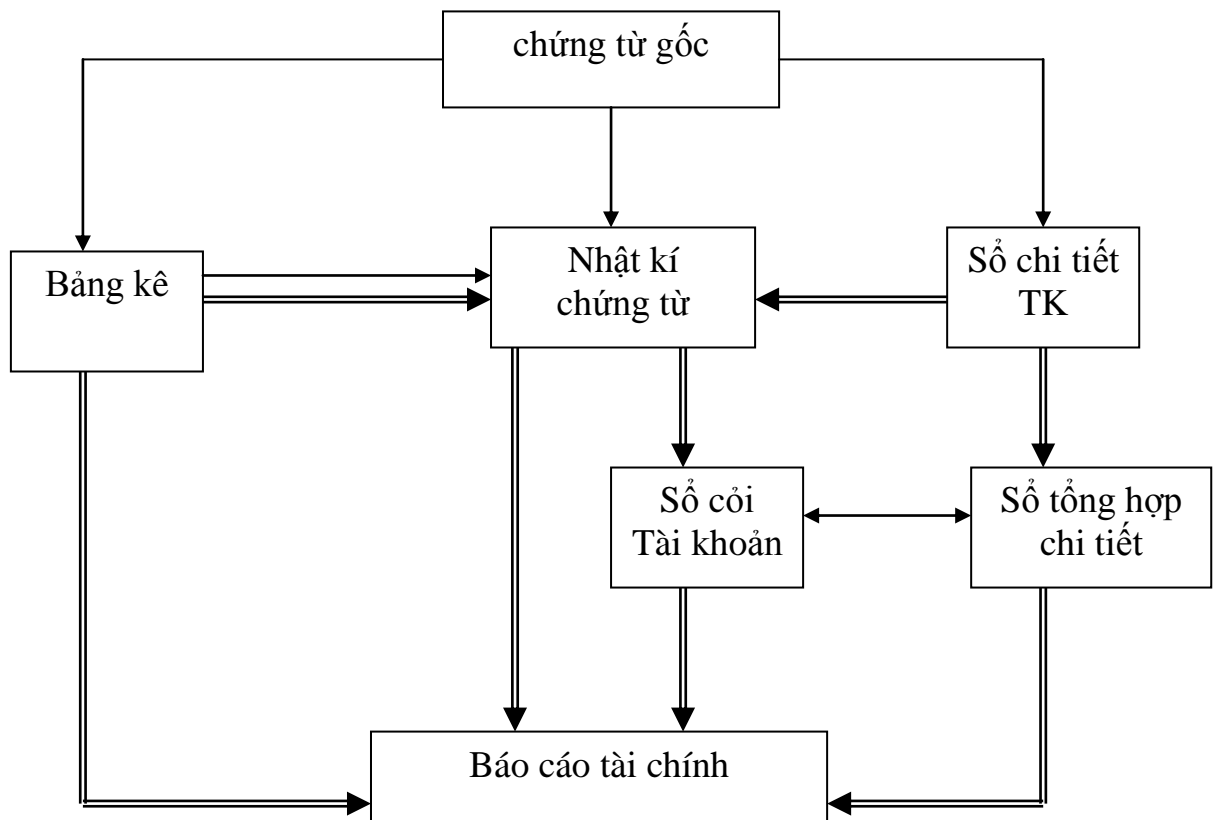 chứng từ gốc
Bảng kê
Nhật kí
chứng từ
Sổ chi tiết
TK
Sổ cỏi
Tài khoản
Sổ tổng hợp
chi tiết
Báo cáo tài chính